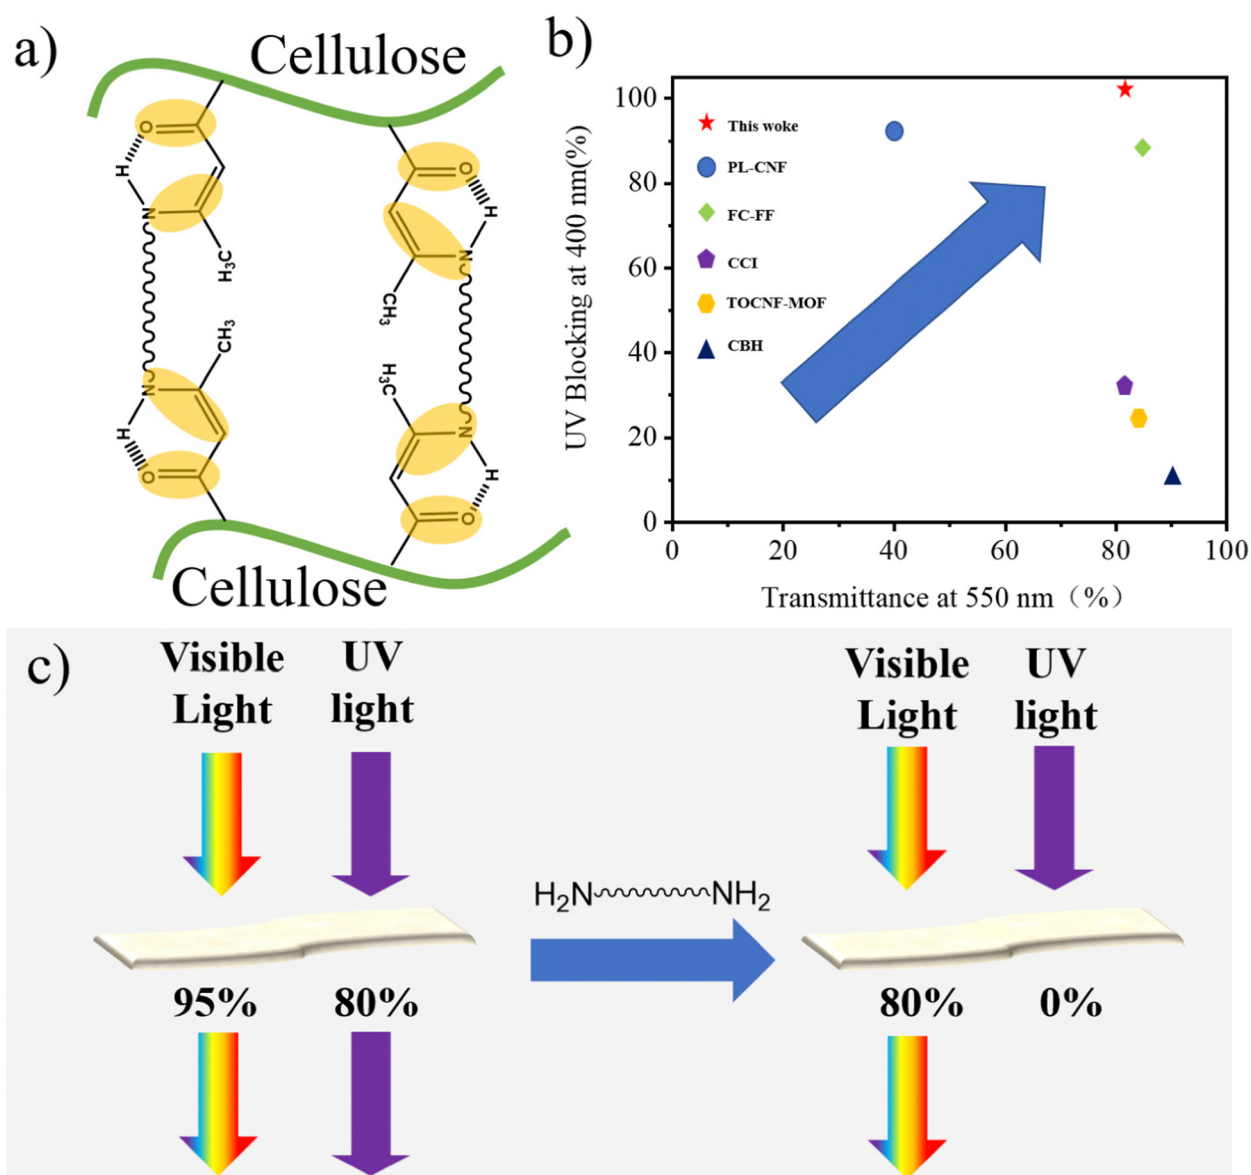 a)
Cellulose
O
H
N
H₃C
CH₃
N
H
O
O
H
N
CH₃
H₃C
N
H
O
Cellulose
b)
UV Blocking at 400 nm(%)
100
80
60
40
20
0
This woke
PL-CNF
FC-FF
CCI
TOCNF-MOF
CBH
0 20 40 60 80 100
Transmittance at 550 nm（%）
c)
Visible UV
Light light
95% 80%
H₂N NH₂
Visible UV
Light light
80% 0%